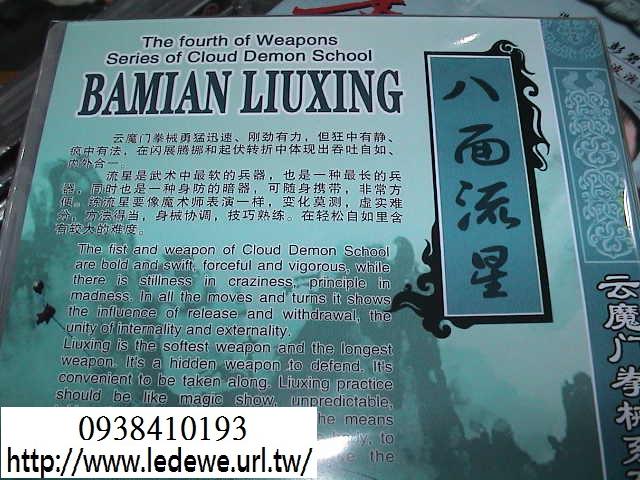 The fourth of Weapons
Series of Cloud Demon School
BAMIAN LIUXING
云魔门拳械勇猛迅速、刚劲有力，但狂中有静、
疯中有法，在闪展腾挪和起伏转折中体现出吞吐自如、
内外合一。
流星是武术中最软的兵器，也是一种最长的兵
器，同时也是一种身防的暗器，可随身携带，非常方
便。练流星要像魔术师表演一样，变化莫测，虚实难
分，方法得当，身械协调，技巧熟练。在轻松自如里含
有较大的难度。
The fist and weapon of Cloud Demon School
are bold and swift, forceful and vigorous, while
there is stillness in craziness, principle in
madness. In all the moves and turns it shows
the influence of release and withdrawal, the
unity of internality and externality.
Liuxing is the softest weapon and the longest
weapon. It's a hidden weapon to defend. It's
convenient to be taken along. Liuxing practice
should be like magic show, unpredictable,
he means
body, to
the
八面流星
云魔门拳械系
0938410193
http://www.ledewe.url.tw/